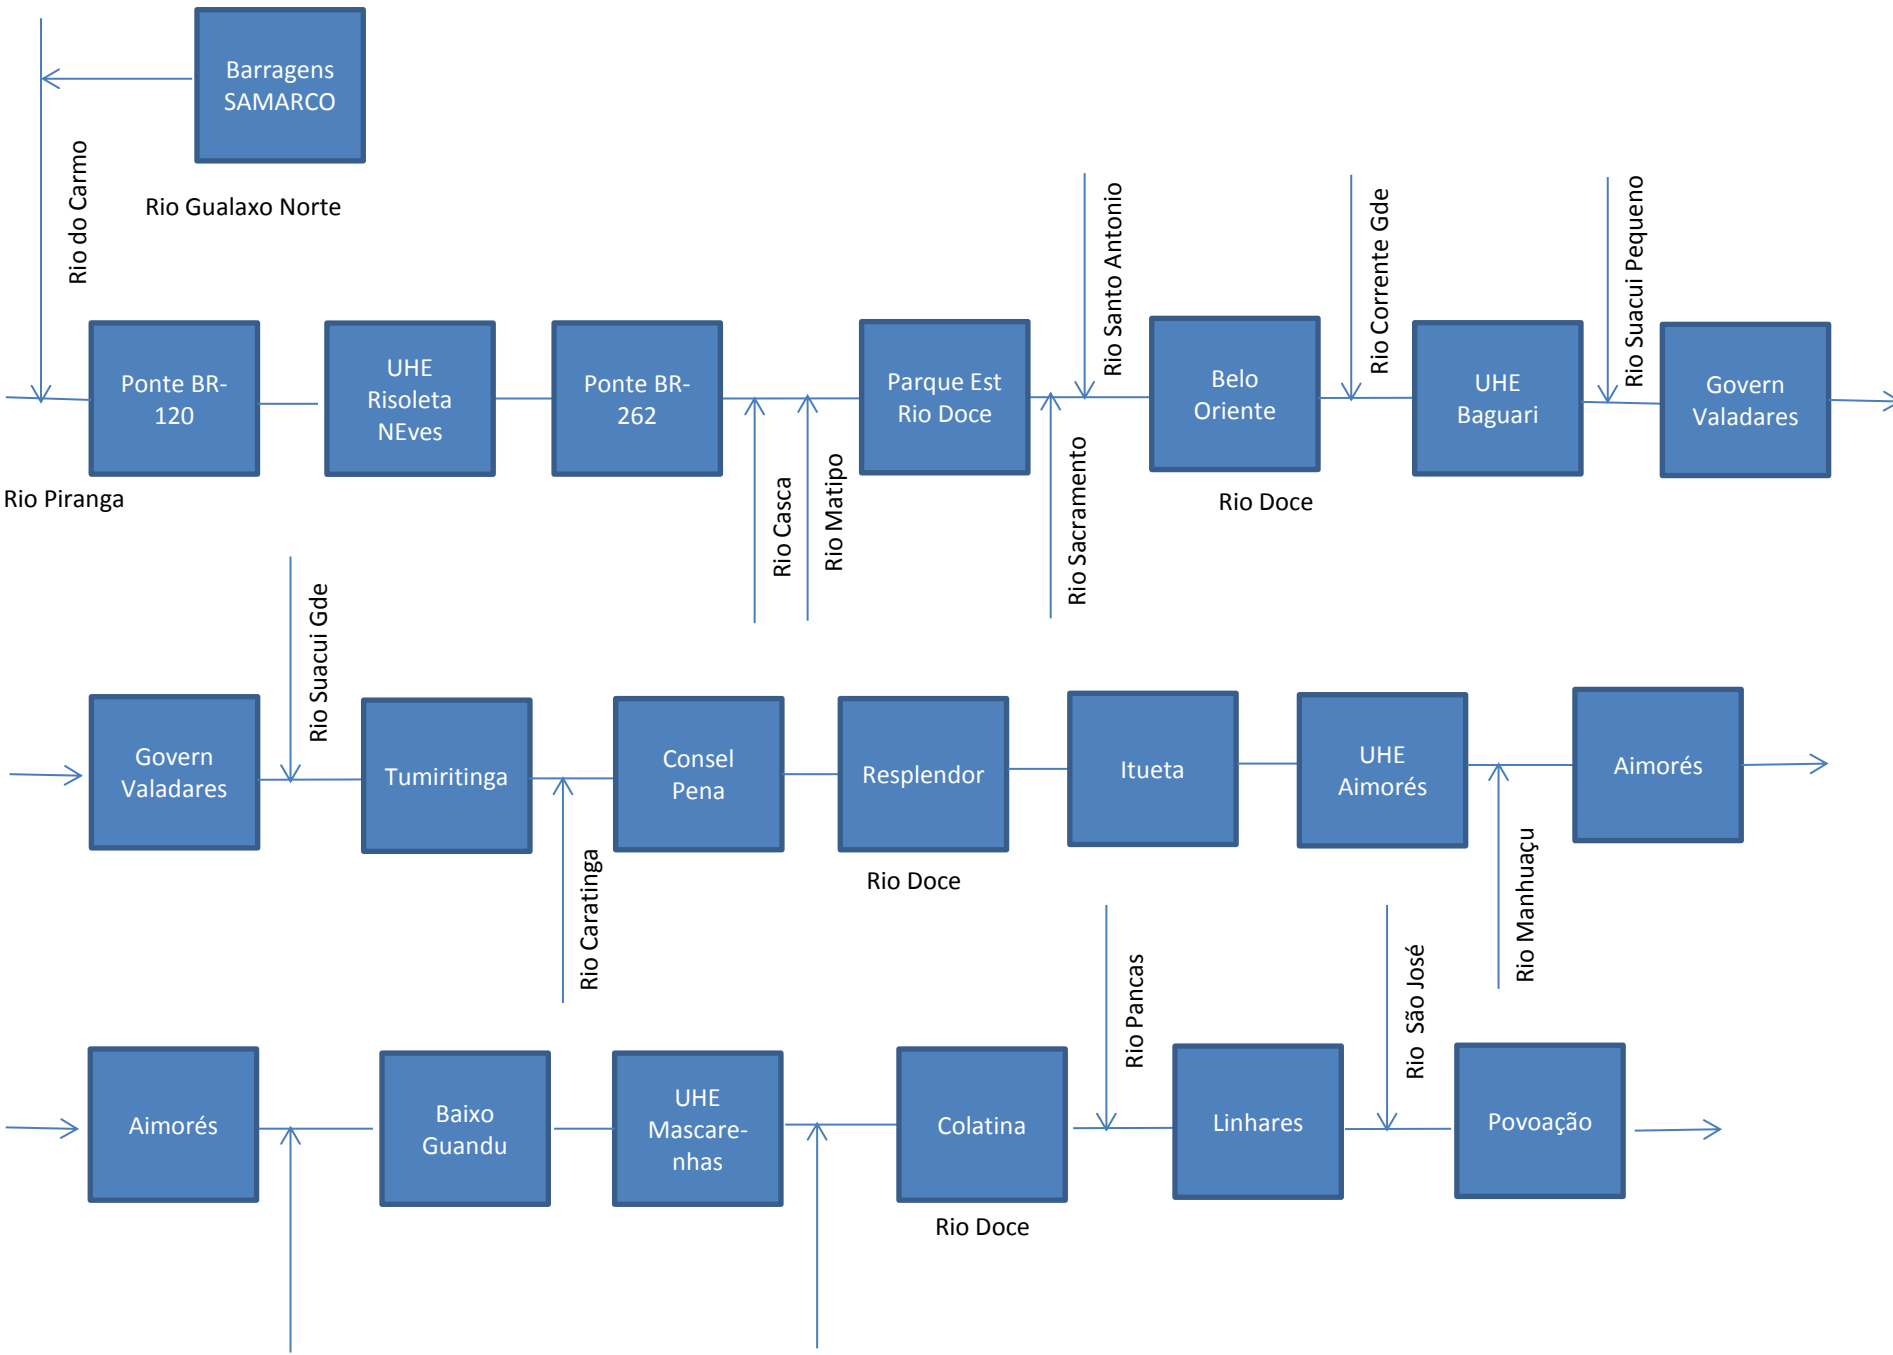 Barragens
SAMARCO
Rio do Carmo
Rio Gualaxo Norte
Rio Santo Antonio
Rio Corrente Gde
Rio Suacui Pequeno
Ponte BR-
120
UHE
Risoleta
NEves
Ponte BR-
262
Parque Est
Rio Doce
Belo
Oriente
UHE
Baguari
Govern
Valadares
Rio Piranga
Rio Casca
Rio Matipo
Rio Sacramento
Rio Doce
Rio Suacui Gde
Govern
Valadares
Tumiritinga
Consel
Pena
Resplendor
Itueta
UHE
Aimorés
Aimorés
Rio Caratinga
Rio Doce
Rio Manhuaçu
Rio Pancas
Rio São José
Aimorés
Baixo
Guandu
UHE
Mascare-
nhas
Colatina
Linhares
Povoação
Rio Doce